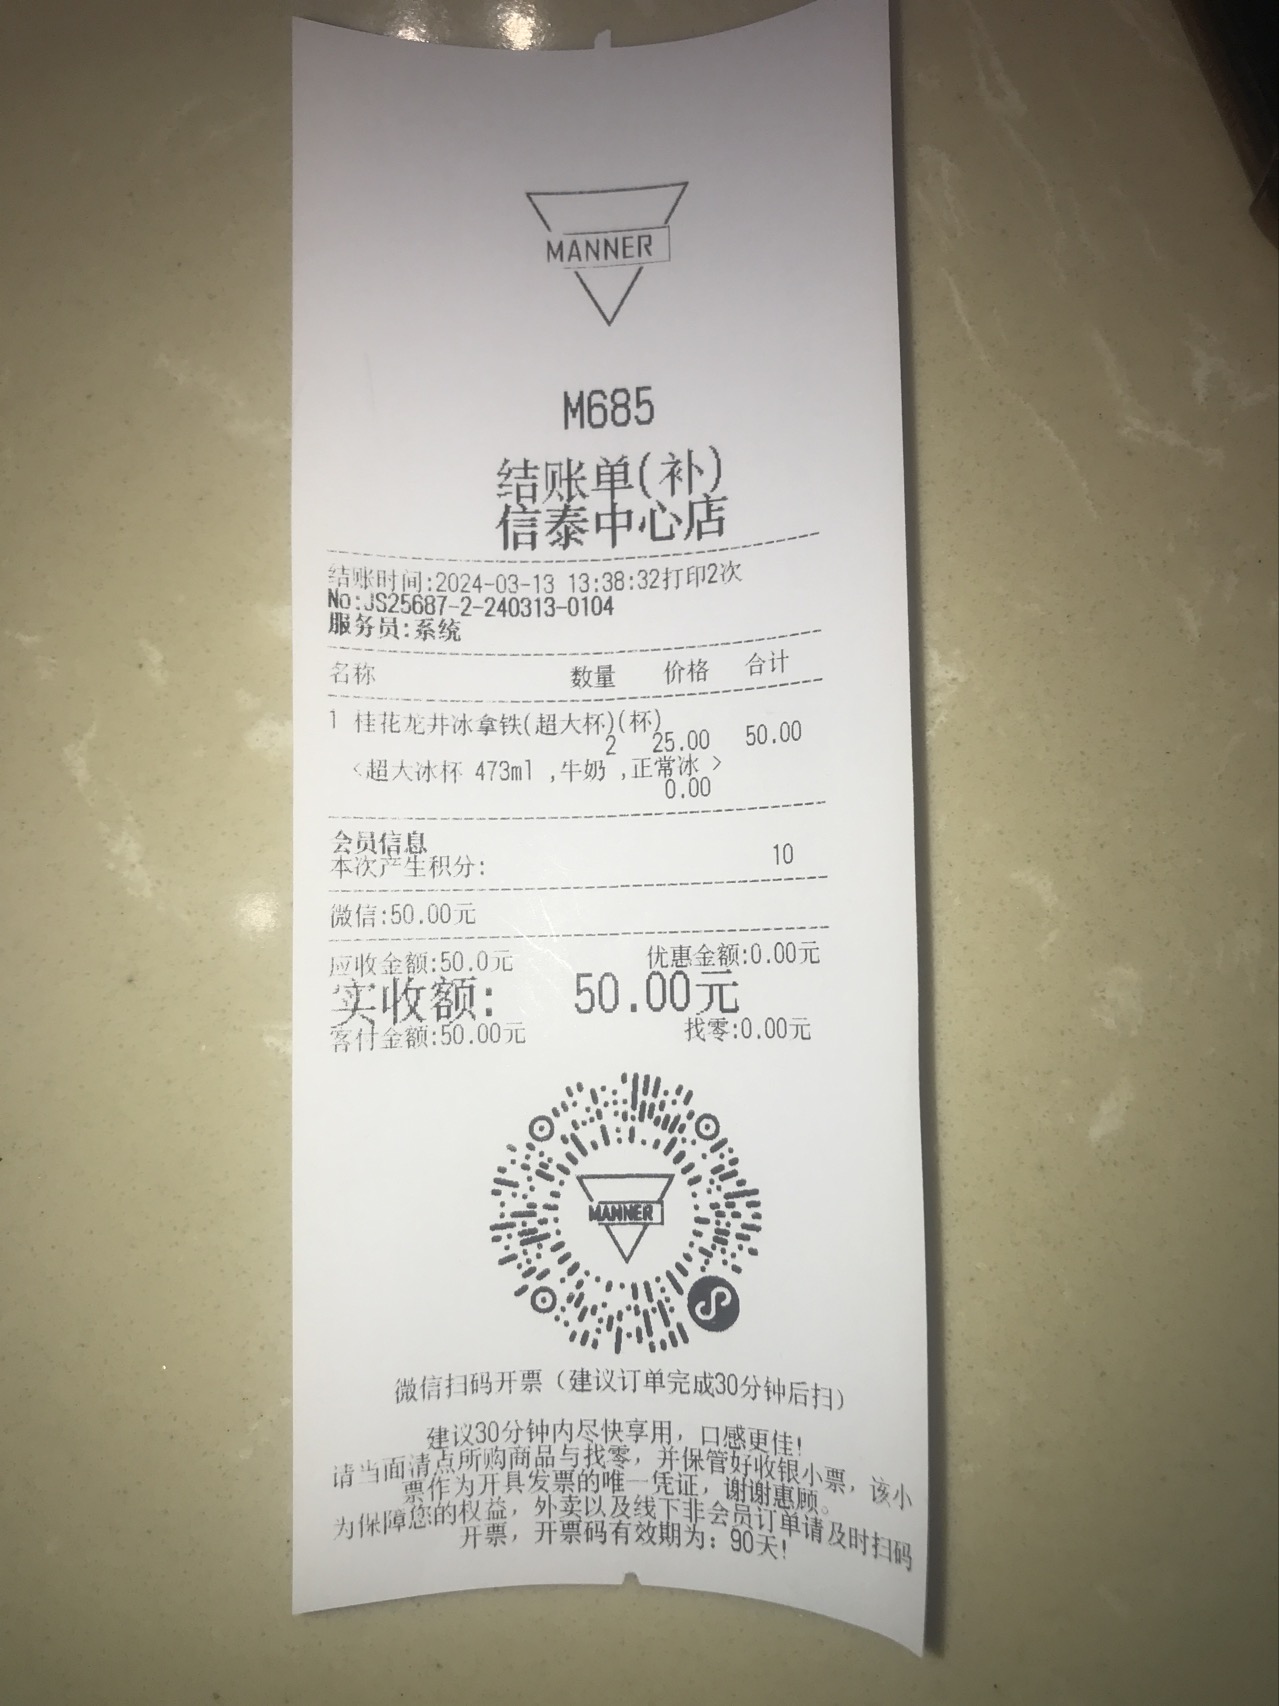 MANNER
M685
结账单(补)
信泰中心店
结账时间:2024-03-13 13:38:32打印2次
No:JS25687-2-240313-0104
服务员:系统
名称 数量 价格 合计
1 桂花龙井冰拿铁(超大杯)(杯)
2 25.00 50.00
<超大冰杯 473ml ,牛奶 ,正常冰 >
0.00
会员信息
本次产生积分: 10
微信:50.00元
应收金额:50.0元 优惠金额:0.00元
实收额: 50.00元
客付金额:50.00元 找零:0.00元
MANNER
微信扫码开票（建议订单完成30分钟后扫）
建议30分钟内尽快享用，口感更佳!
请当面清点所购商品与找零，并保管好收银小票，该小
票作为开具发票的唯一凭证，谢谢惠顾。
为保障您的权益，外卖以及线下非会员订单请及时扫码
开票，开票码有效期为：90天!